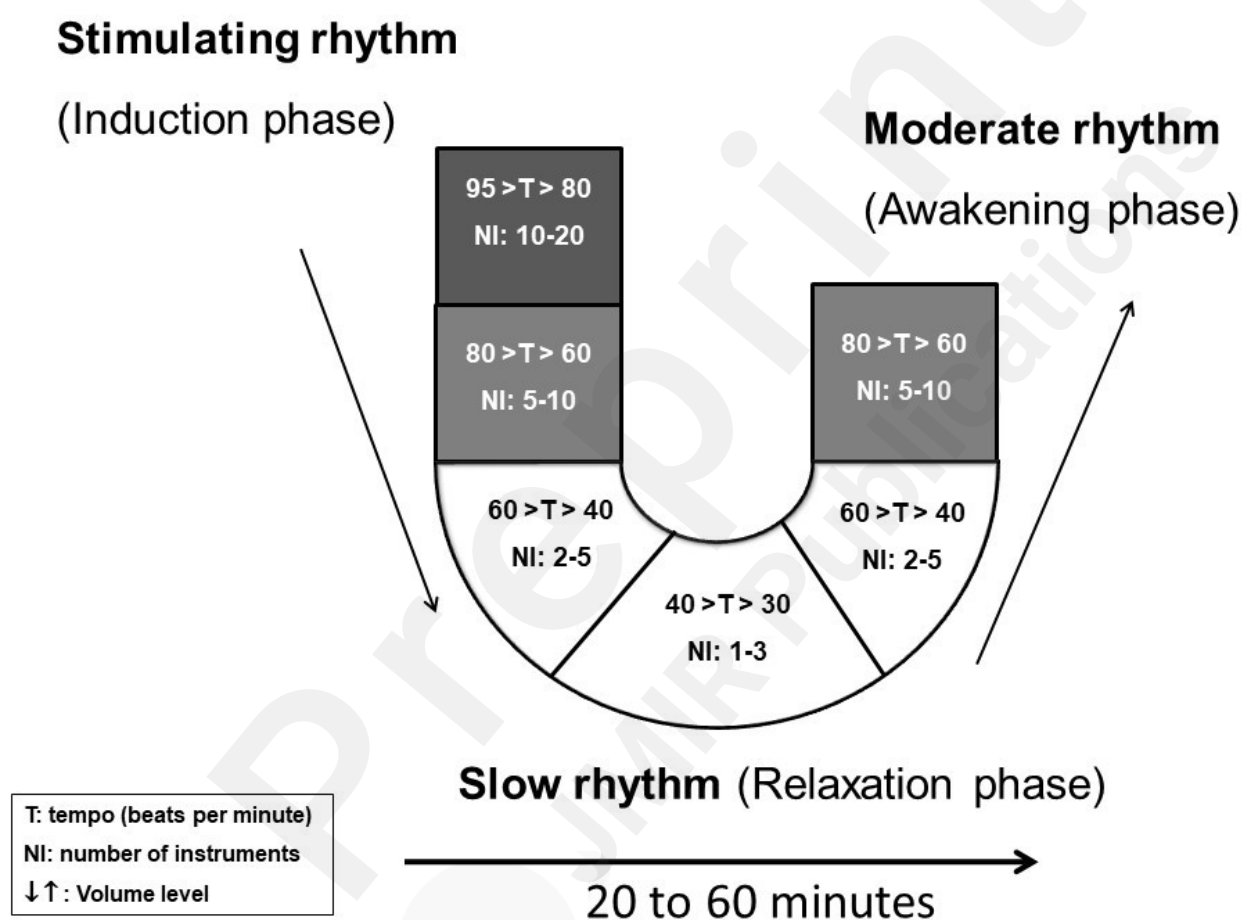 Stimulating rhythm
(Induction phase)
Moderate rhythm
(Awakening phase)
95 >T> 80
NI: 10-20
80 >T> 60
NI: 5-10
80 >T> 60
NI: 5-10
60 >T> 40
NI: 2-5
40 >T> 30
NI: 1-3
60 >T> 40
NI: 2-5
Slow rhythm (Relaxation phase)
T: tempo (beats per minute)
NI: number of instruments
↓↑: Volume level
20 to 60 minutes
Preprint
JMIR Publications